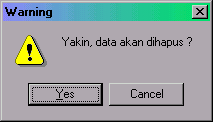 Warning
Yakin, data akan dihapus ?
Yes
Cancel